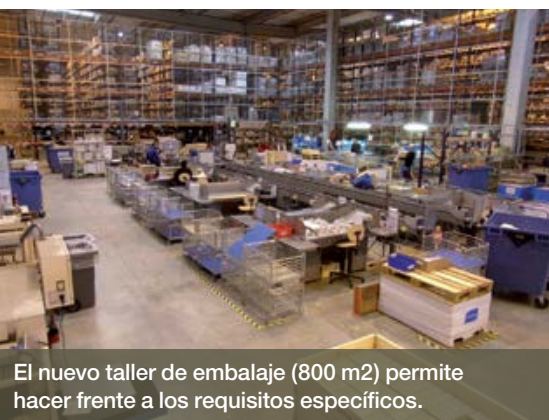 El nuevo taller de embalaje (800 m2) permite
hacer frente a los requisitos específicos.